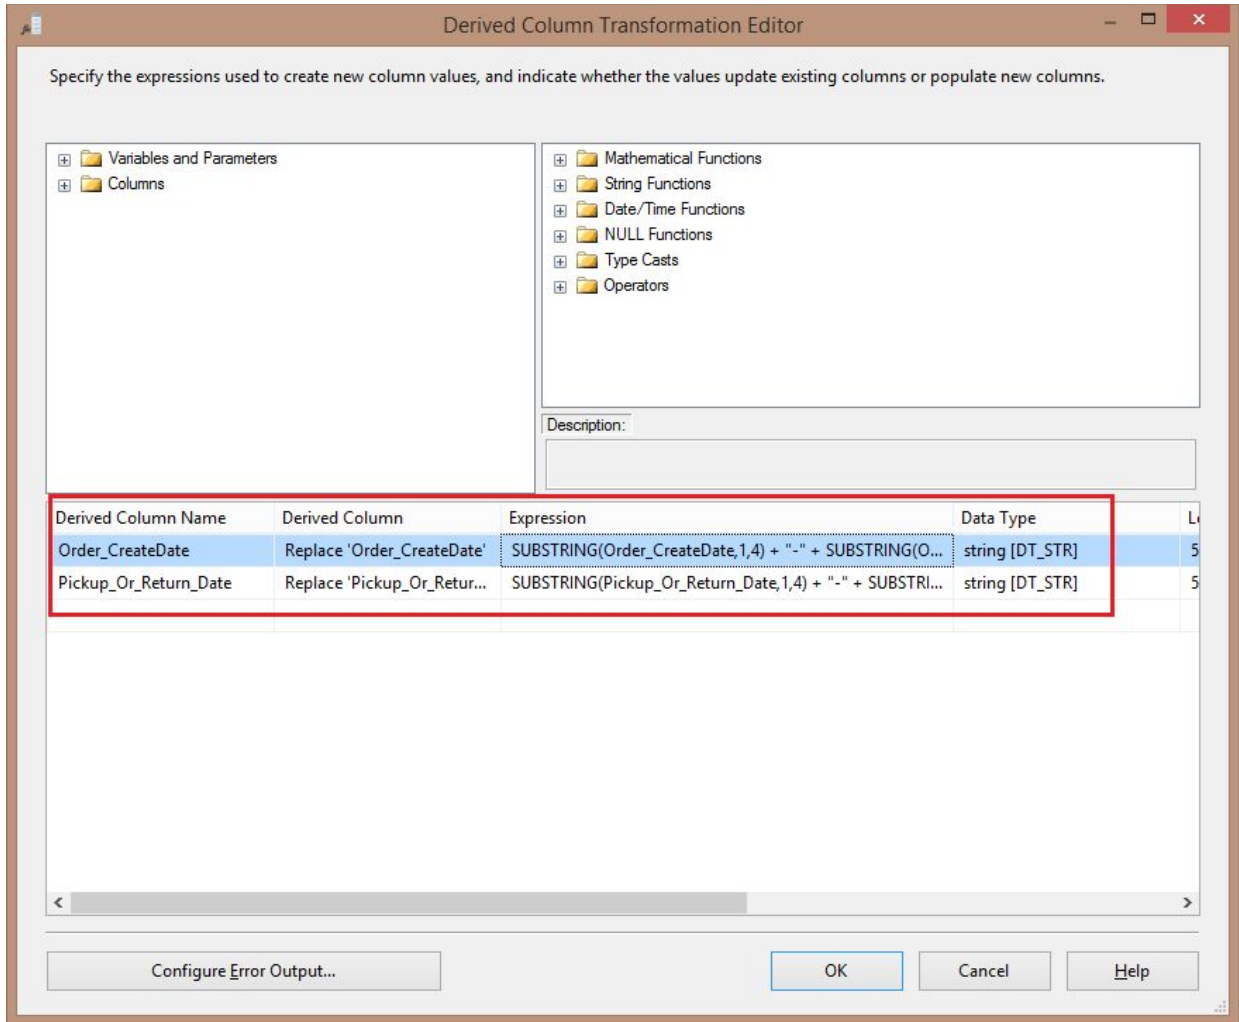 Derived Column Transformation Editor
Specify the expressions used to create new column values, and indicate whether the values update existing columns or populate new columns.
Variables and Parameters
Columns
Mathematical Functions
String Functions
Date/Time Functions
NULL Functions
Type Casts
Operators
Description:
Derived Column Name Derived Column Expression Data Type
Order_CreateDate Replace 'Order_CreateDate' SUBSTRING(Order_CreateDate,1,4) + "-" + SUBSTRING(O... string [DT_STR] 5
Pickup_Or_Return_Date Replace 'Pickup_Or_Retur... SUBSTRING(Pickup_Or_Return_Date,1,4) + "-" + SUBSTRI... string [DT_STR] 5
Configure Error Output... OK Cancel Help